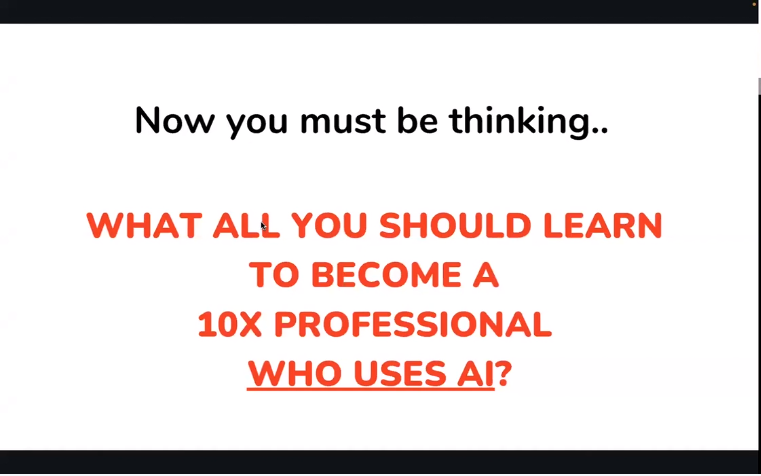 Now you must be thinking..
WHAT ALL YOU SHOULD LEARN
TO BECOME A
10X PROFESSIONAL
WHO USES AI?